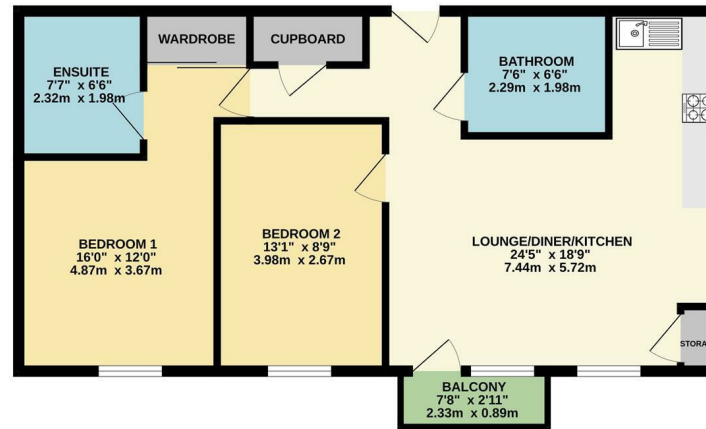 WARDROBE
CUPBOARD
ENSUITE
7'7" x 6'6"
2.32m x 1.98m
BATHROOM
7'6" x 6'6"
2.29m x 1.98m
BEDROOM 1
16'0" x 12'0"
4.87m x 3.67m
BEDROOM 2
13'1" x 8'9"
3.98m x 2.67m
LOUNGE/DINER/KITCHEN
24'5" x 18'9"
7.44m x 5.72m
STORA
BALCONY
7'8" x 2'11"
2.33m x 0.89m